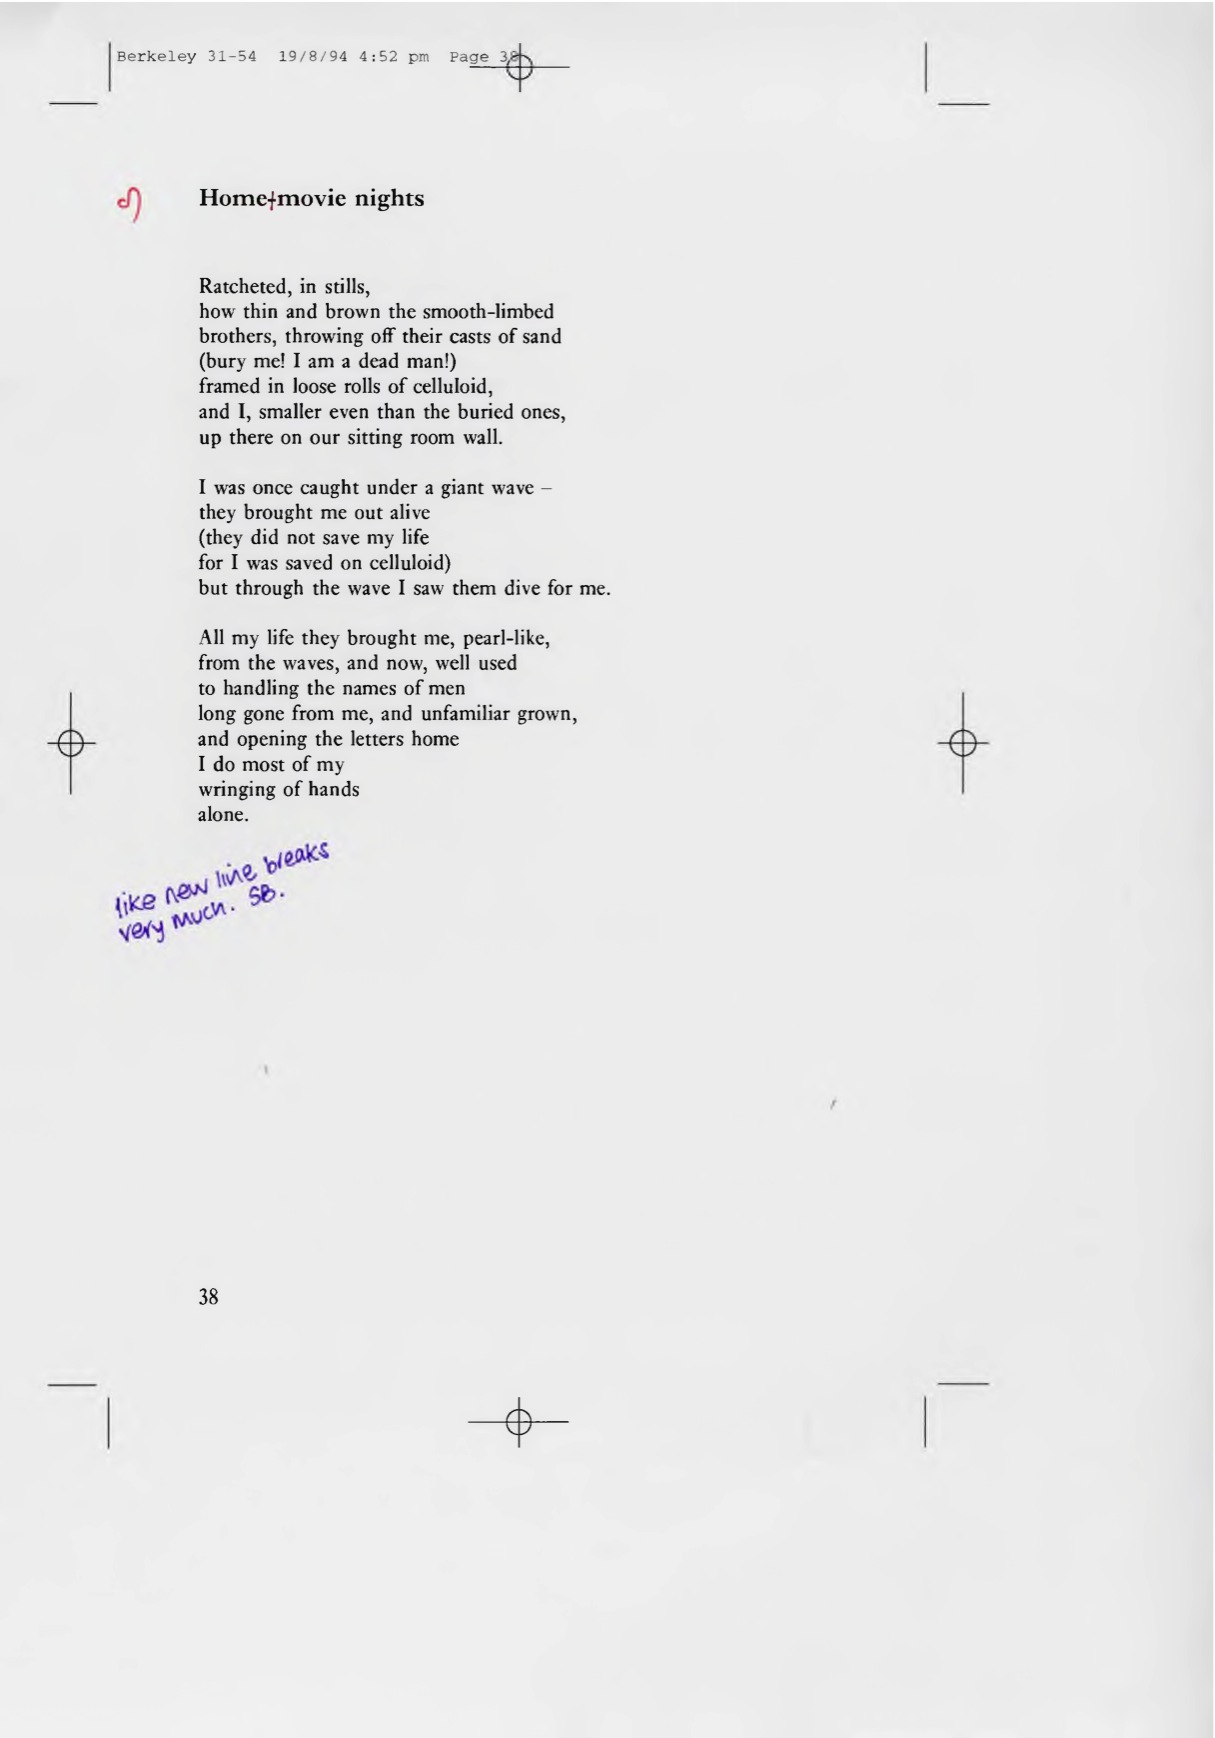 Berkeley 31-54 19/8/94 4:52 pm Page 38
Home-movie nights
Ratcheted, in stills,
how thin and brown the smooth-limbed
brothers, throwing off their casts of sand
(bury me! I am a dead man!)
framed in loose rolls of celluloid,
and I, smaller even than the buried ones,
up there on our sitting room wall.
I was once caught under a giant wave –
they brought me out alive
(they did not save my life
for I was saved on celluloid)
but through the wave I saw them dive for me.
All my life they brought me, pearl-like,
from the waves, and now, well used
to handling the names of men
long gone from me, and unfamiliar grown,
and opening the letters home
I do most of my
wringing of hands
alone.
like new line breaks
very much. SB.
38